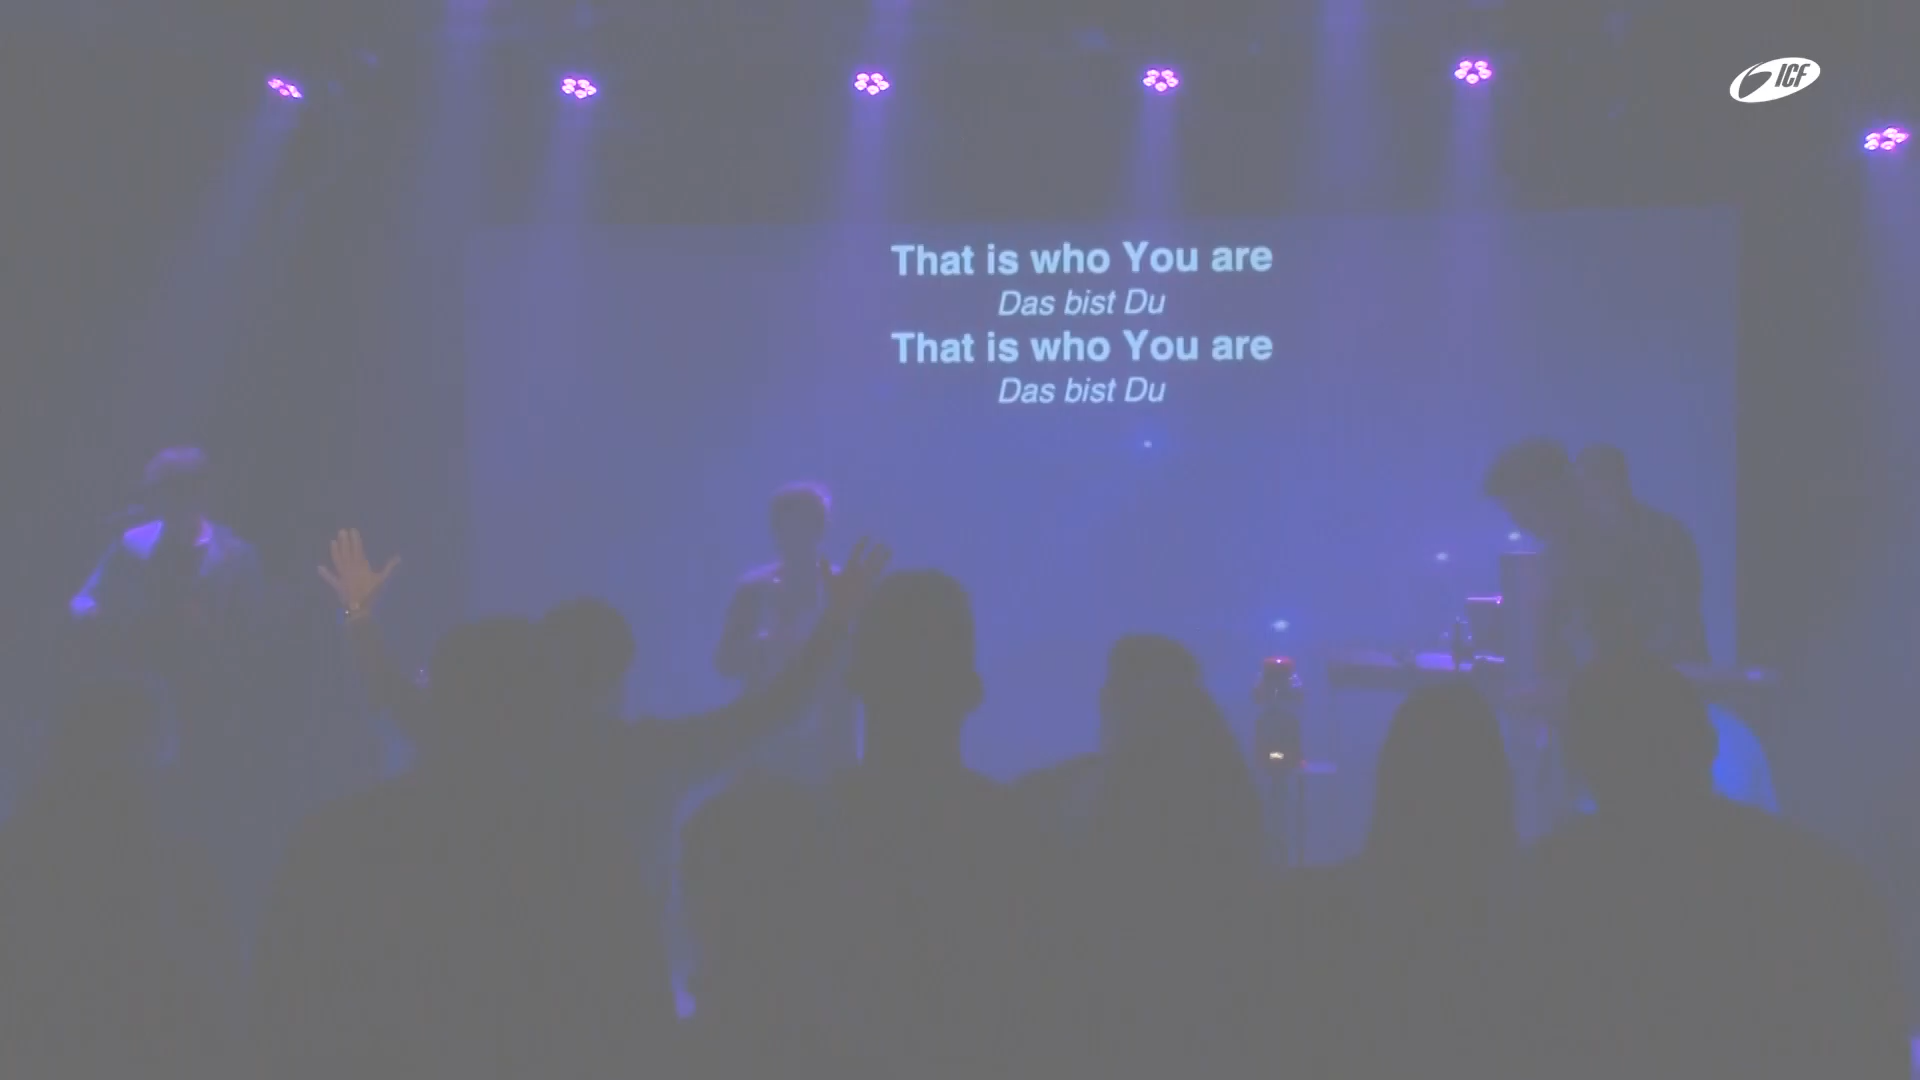 ICF
That is who You are
Das bist Du
That is who You are
Das bist Du